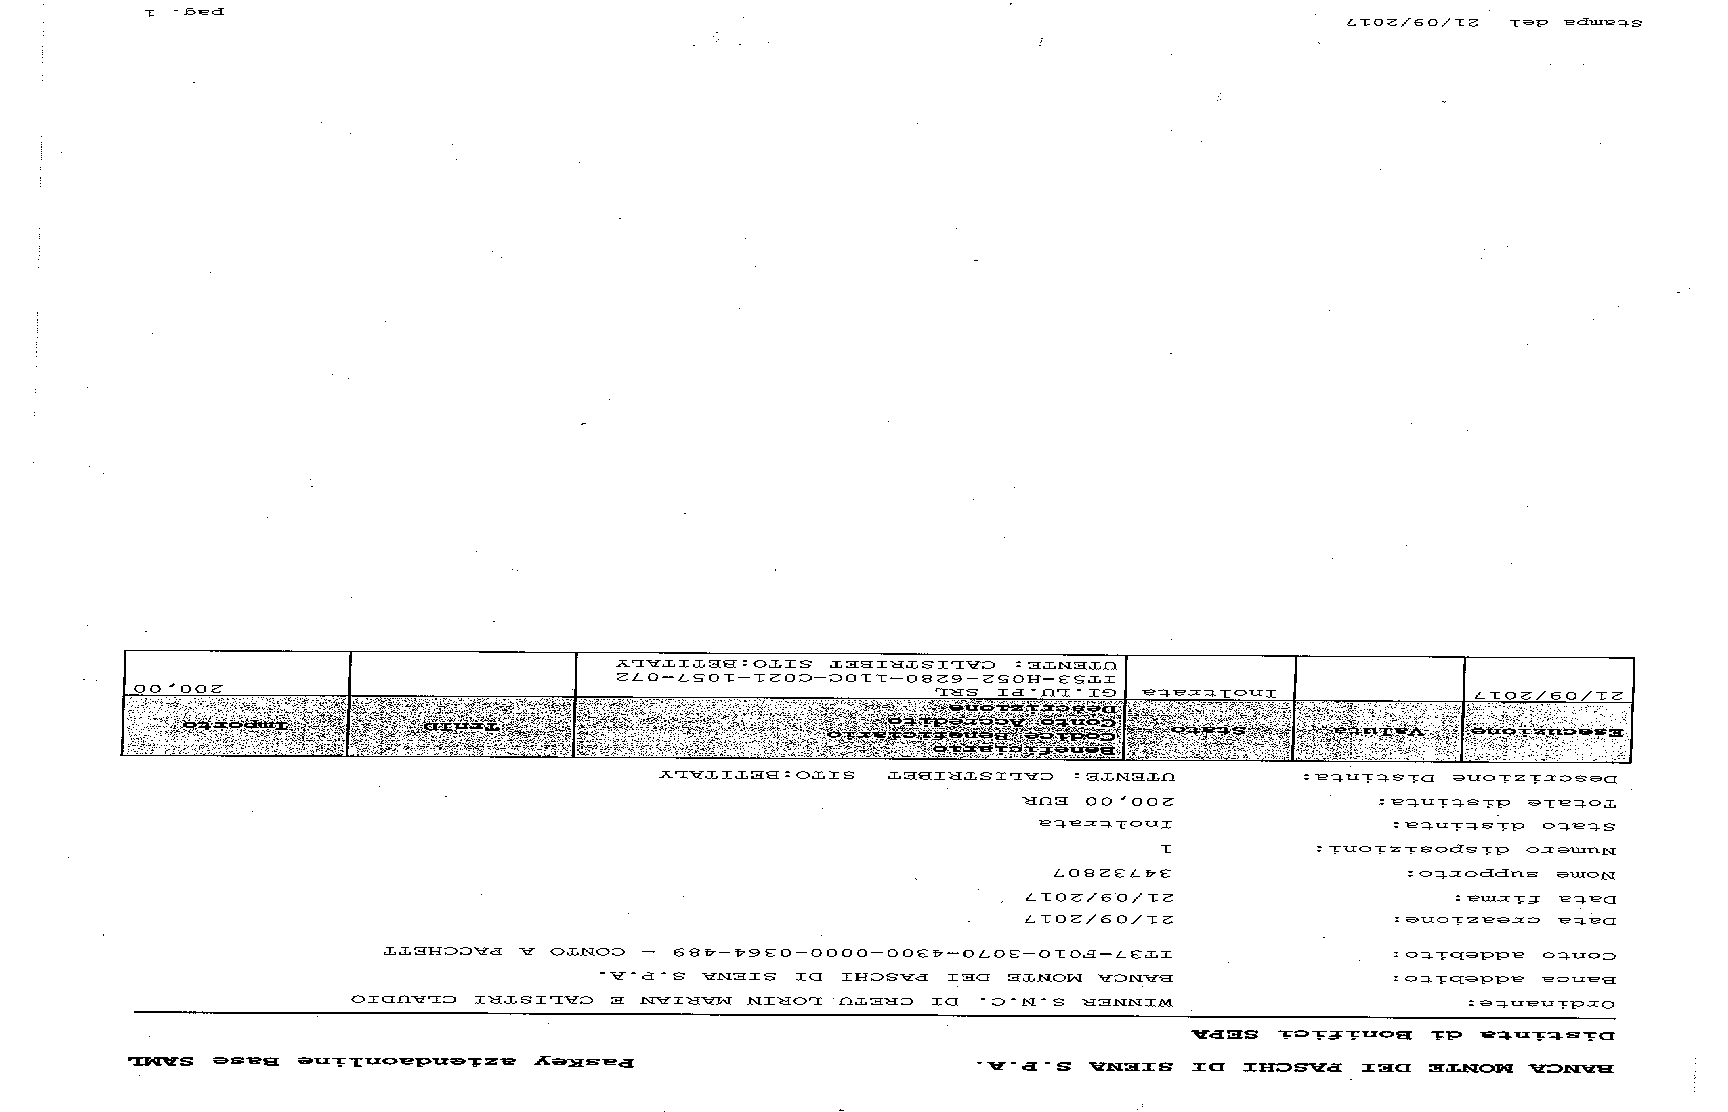 BANCA MONTE DEI PASCHI DI SIENA S.P.A. PasKey aziendaonline Base SAML
Distinta di Bonifici SEPA
Ordinante: WINNER S.N.C. DI CRETU LORIN MARIAN E CALISTRI CLAUDIO
Banca addebito: BANCA MONTE DEI PASCHI DI SIENA S.P.A.
Conto addebito: IT37-F010-3070-4300-0000-0364-489 - CONTO A PACCHETT
Data creazione: 21/09/2017
Data firma: 21/09/2017
Nome supporto: 34732807
Numero disposizioni: 1
Stato distinta: Inoltrata
Totale distinta: 200,00 EUR
Descrizione Distinta: UTENTE: CALISTRIBET SITO:BETITALY
Esecuzione Valuta Stato Beneficiario TrnID Importo
Codice Beneficiario
Conto Accredito
Descrizione
21/09/2017 Inoltrata GI.LU.PI SRL 200,00
IT53-H052-6280-110C-C021-1057-072
UTENTE: CALISTRIBET SITO:BETITALY
Stampa del 21/09/2017 pag. 1